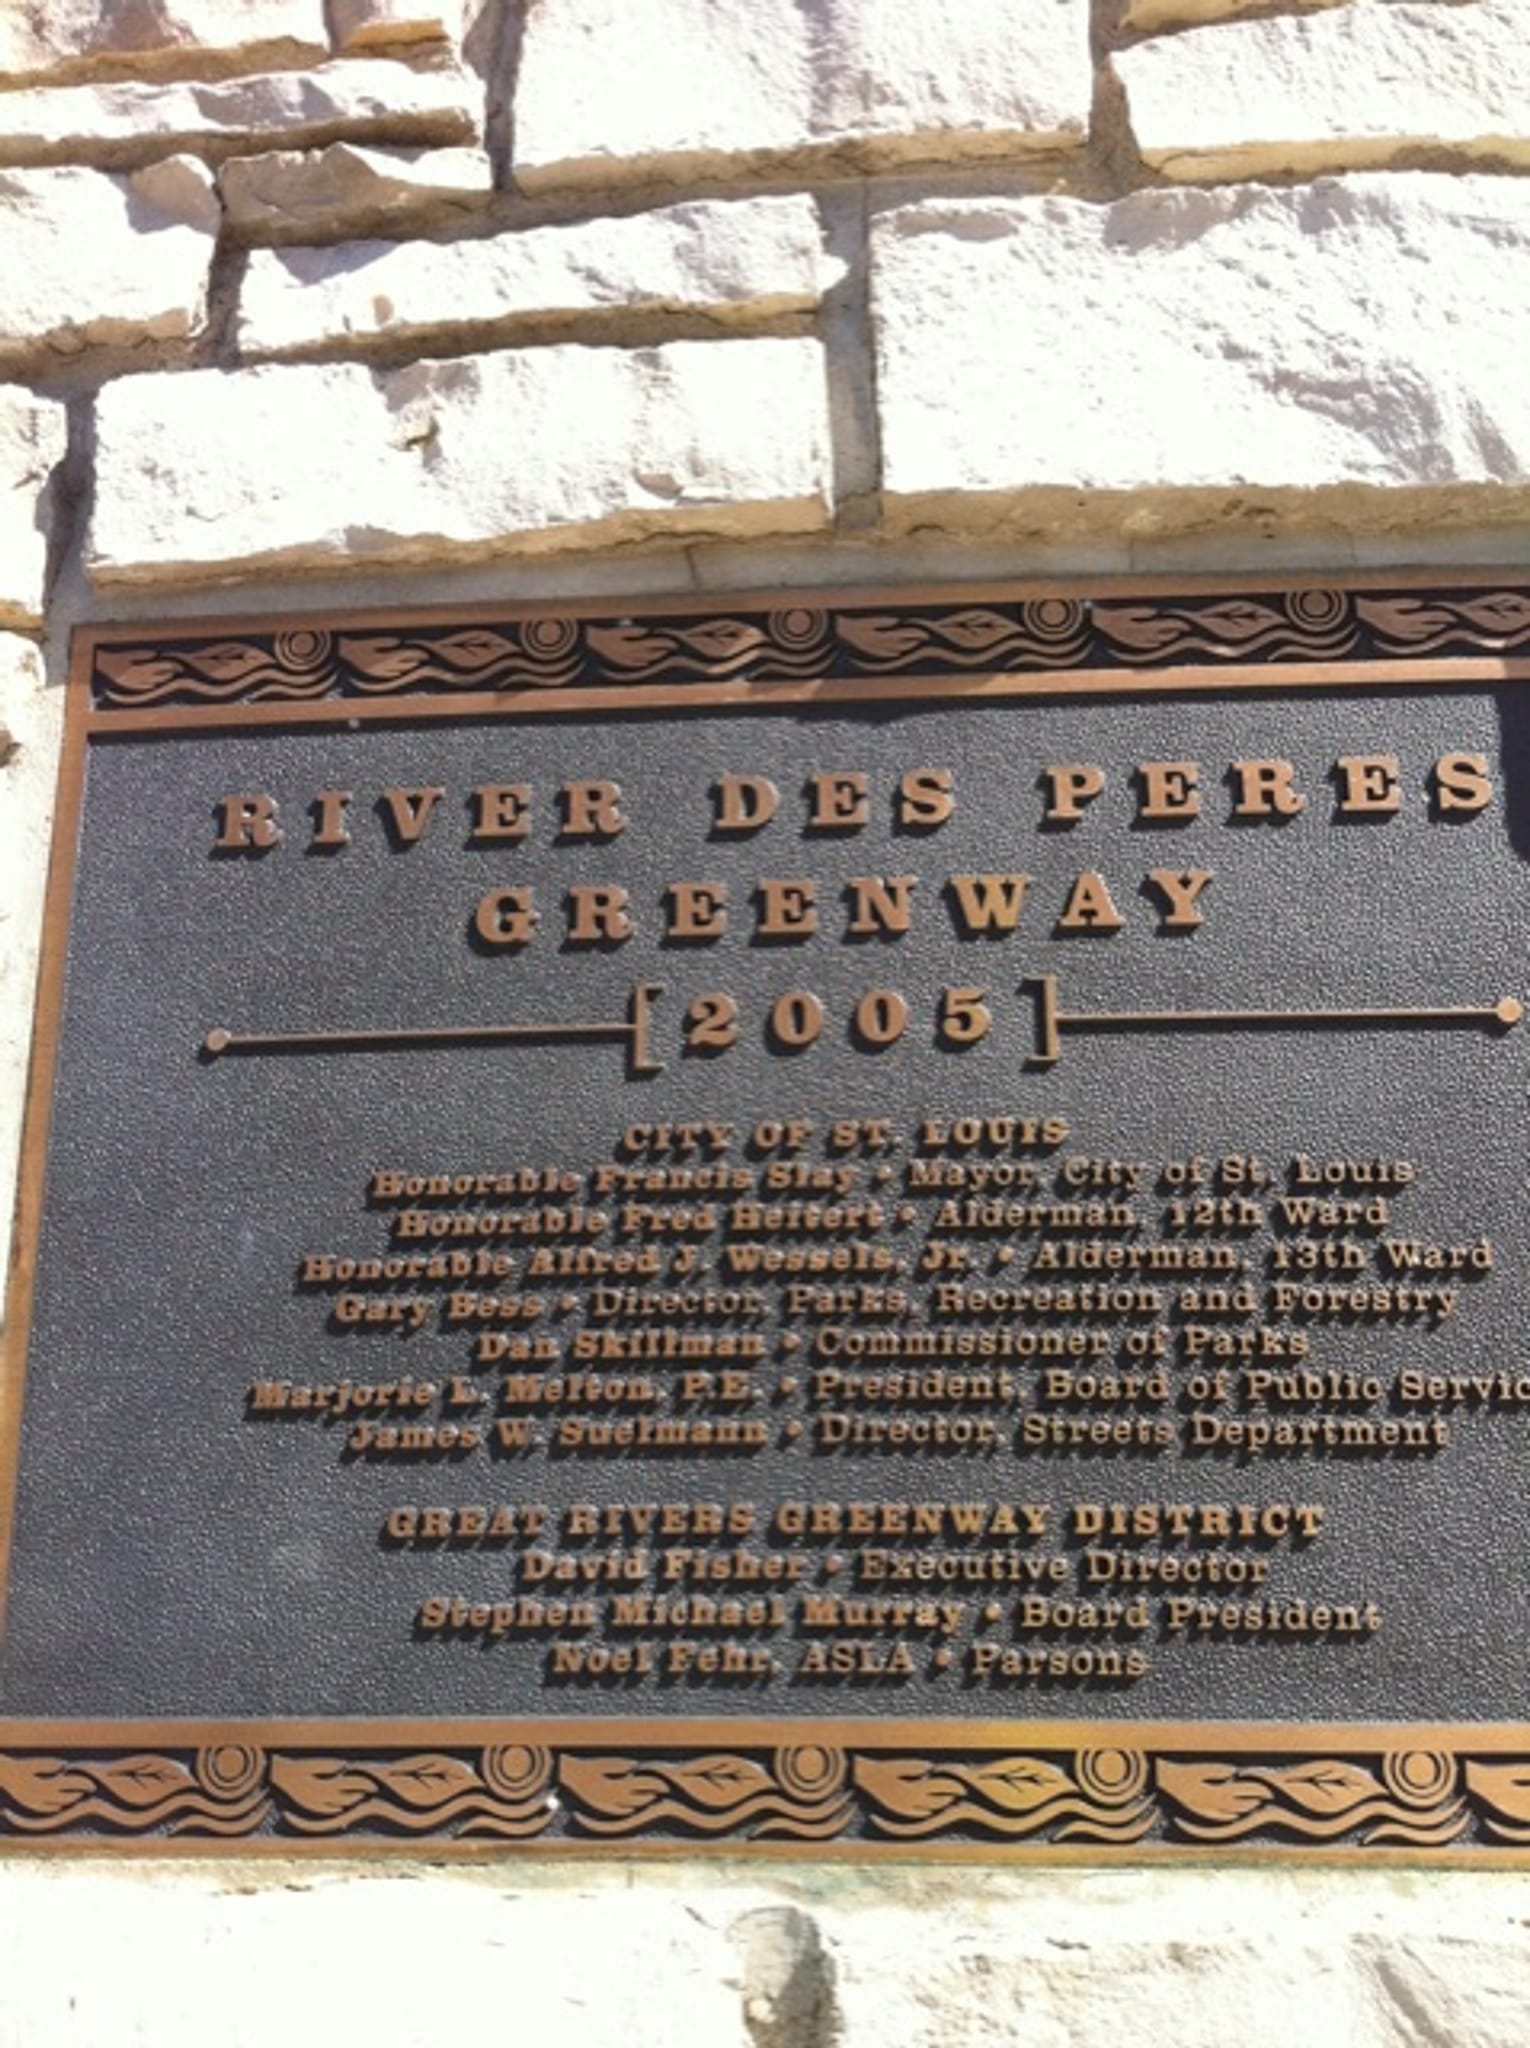 RIVER DES PERES
GREENWAY
[2005]
CITY OF ST. LOUIS
Honorable Francis Slay • Mayor, City of St. Louis
Honorable Fred Heitert • Alderman, 12th Ward
Honorable Alfred J. Wessels, Jr. • Alderman, 13th Ward
Gary Bess • Director, Parks, Recreation and Forestry
Dan Skillman • Commissioner of Parks
Marjorie L. Melton, P.E. • President, Board of Public Servic
James W. Suelmann • Director, Streets Department
GREAT RIVERS GREENWAY DISTRICT
David Fisher • Executive Director
Stephen Michael Murray • Board President
Noel Fehr, ASLA • Parsons